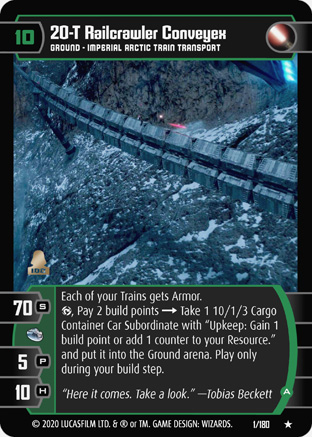 10
20-T Railcrawler Conveyex
GROUND - IMPERIAL ARCTIC TRAIN TRANSPORT
IDC
70 S
5 P
10 H
Each of your Trains gets Armor.
, Pay 2 build points → Take 1 10/1/3 Cargo
Container Car Subordinate with “Upkeep: Gain 1
build point or add 1 counter to your Resource.”
and put it into the Ground arena. Play only
during your build step.
“Here it comes. Take a look.” —Tobias Beckett
A
© 2020 LUCASFILM LTD. & ® or TM. GAME DESIGN: WIZARDS.
1/180 ★